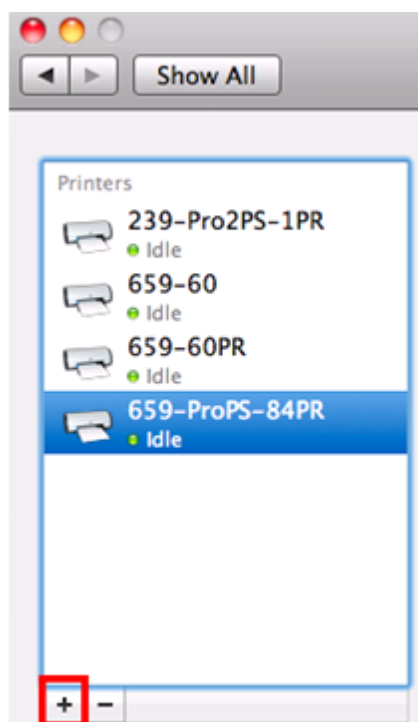 Show All
Printers
239-Pro2PS-1PR
Idle
659-60
Idle
659-60PR
Idle
659-ProPS-84PR
Idle
+ −